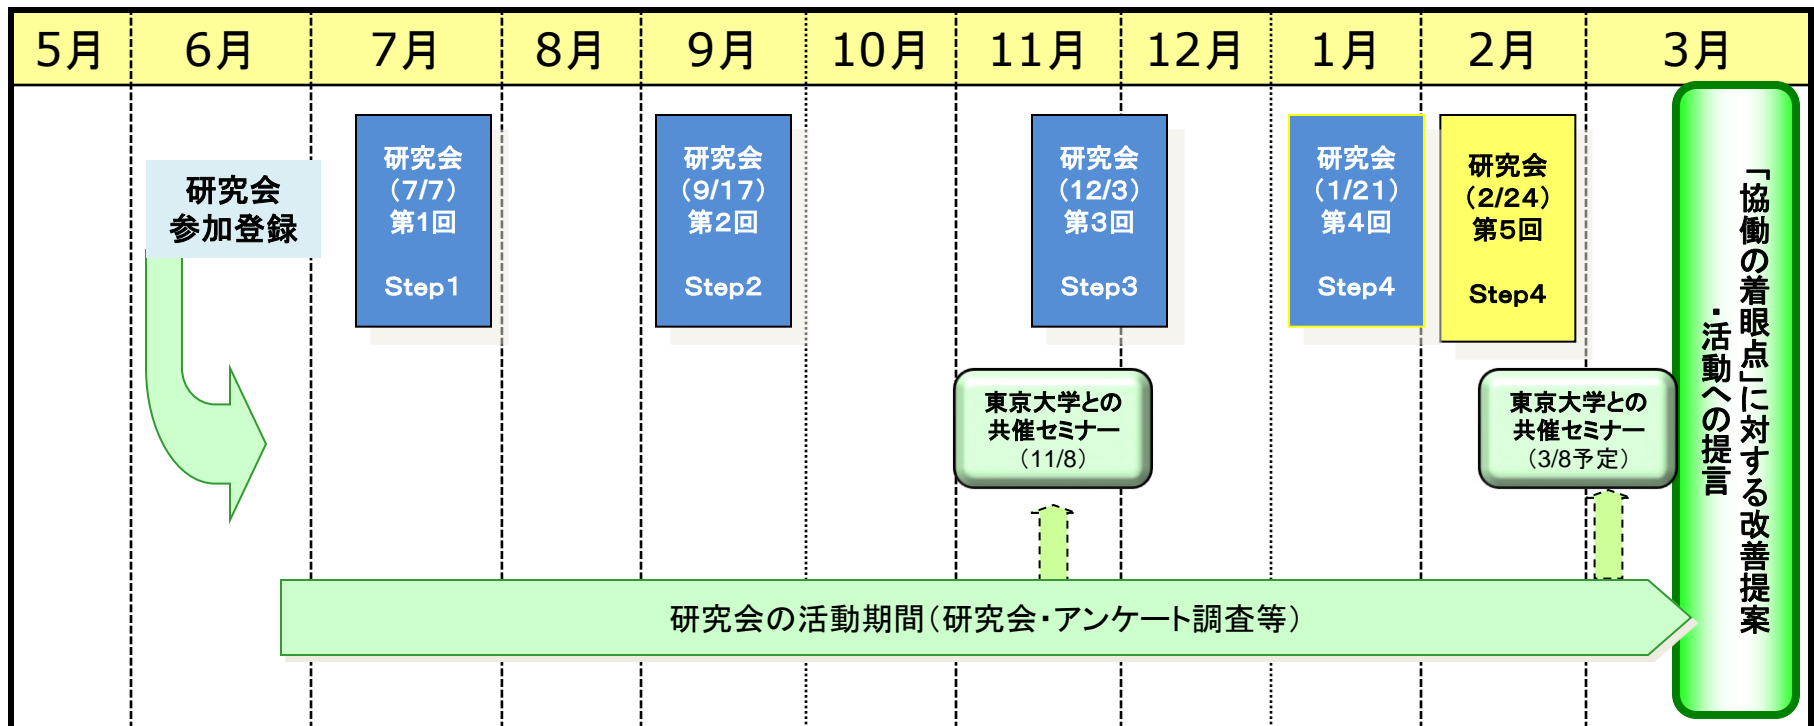 5月 6月 7月 8月 9月 10月 11月 12月 1月 2月 3月
研究会
参加登録
研究会
（7/7）
第1回
Step1
研究会
（9/17）
第2回
Step2
研究会
（12/3）
第3回
Step3
研究会
（1/21）
第4回
Step4
研究会
（2/24）
第5回
Step4
東京大学との
共催セミナー
（11/8）
東京大学との
共催セミナー
（3/8予定）
「協働の着眼点」に対する改善提案
・活動への提言
研究会の活動期間（研究会・アンケート調査等）